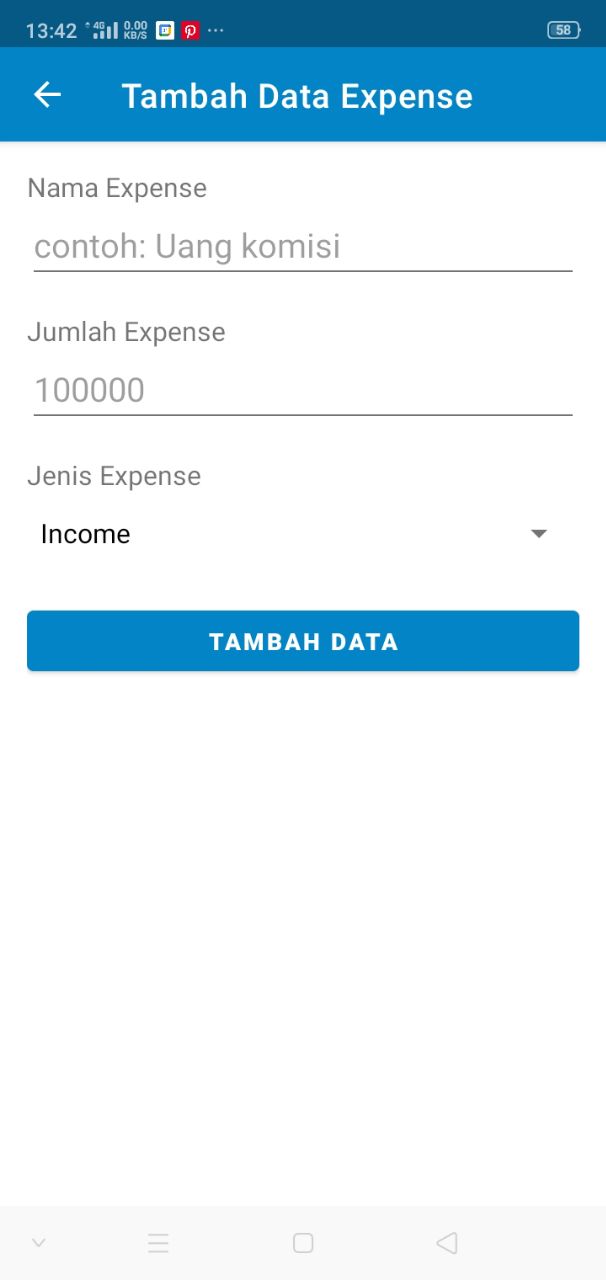 13:42 4G 0.00 KB/S 58
Tambah Data Expense
Nama Expense
contoh: Uang komisi
Jumlah Expense
100000
Jenis Expense
Income
TAMBAH DATA